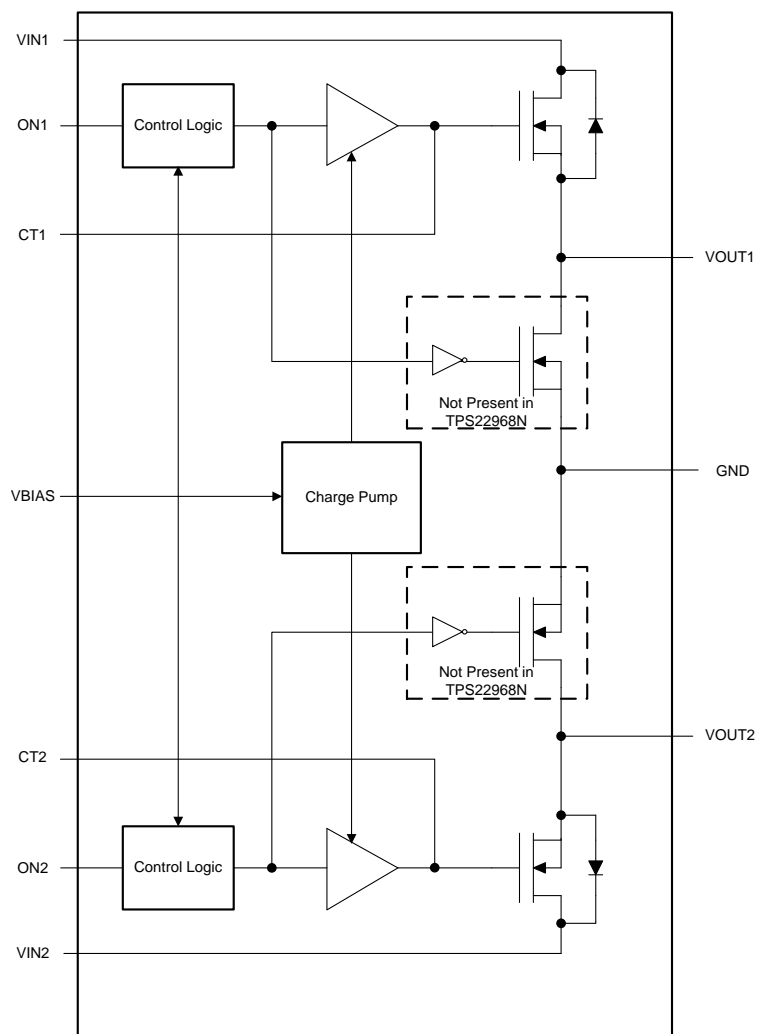 VIN1
ON1
Control Logic
CT1
VOUT1
Not Present in
TPS22968N
GND
VBIAS
Charge Pump
Not Present in
TPS22968N
VOUT2
CT2
ON2
Control Logic
VIN2